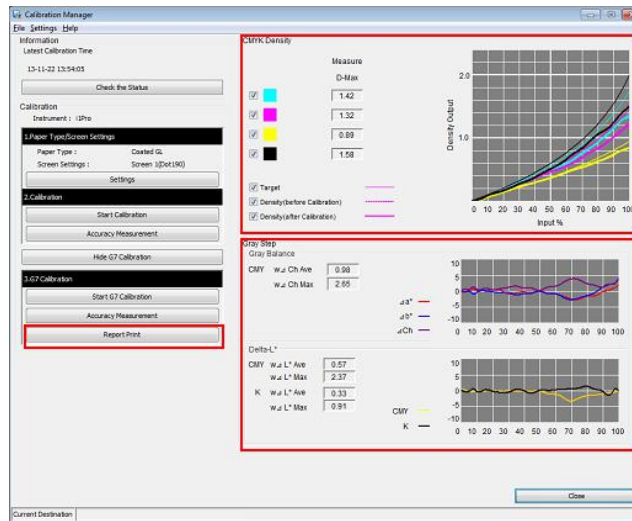 Calibration Manager
File Settings Help
Information
Latest Calibration Time
13-11-22 13:54:05
Check the Status
Calibration
Instrument : i1Pro
1.Paper Type/Screen Settings
Paper Type : Coated GL
Screen Settings : Screen 1(Dot190)
Settings
2.Calibration
Start Calibration
Accuracy Measurement
Hide G7 Calibration
3.G7 Calibration
Start G7 Calibration
Accuracy Measurement
Report Print
CMYK Density
Measure
D-Max
1.42
1.32
0.89
1.58
Target
Density(before Calibration)
Density(after Calibration)
Density Output
2.0
1.0
0 10 20 30 40 50 60 70 80 90 100
Input %
Gray Step
Gray Balance
CMY w⊿ Ch Ave 0.98
w⊿ Ch Max 2.65
⊿a*
⊿b*
⊿Ch
10
5
0
-5
-10
0 10 20 30 40 50 60 70 80 90 100
Delta-L*
CMY w⊿ L* Ave 0.57
w⊿ L* Max 2.37
K w⊿ L* Ave 0.33
w⊿ L* Max 0.91
CMY
K
10
5
0
-5
-10
0 10 20 30 40 50 60 70 80 90 100
Close
Current Destination